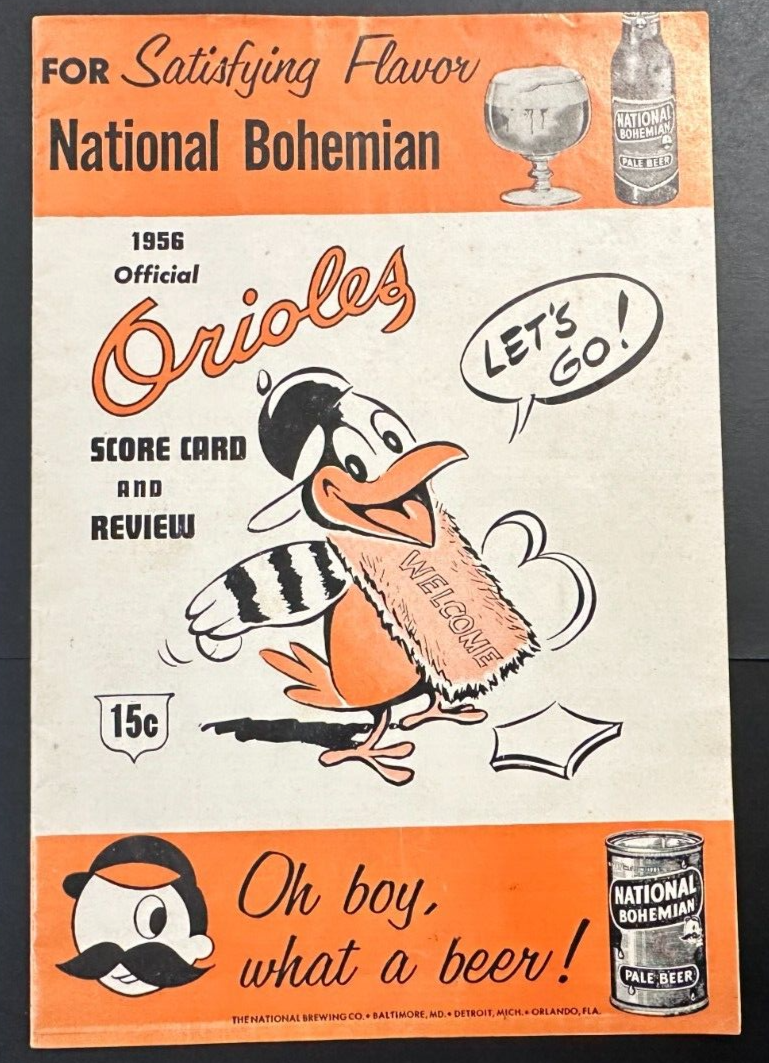 FOR Satisfying Flavor
National Bohemian
NATIONAL
BOHEMIAN
PALE BEER
1956
Official
Orioles
LET'S
GO!
SCORE CARD
AND
REVIEW
WELCOME
15c
Oh boy,
what a beer!
NATIONAL
BOHEMIAN
PALE BEER
THE NATIONAL BREWING CO. • BALTIMORE, MD. • DETROIT, MICH. • ORLANDO, FLA.